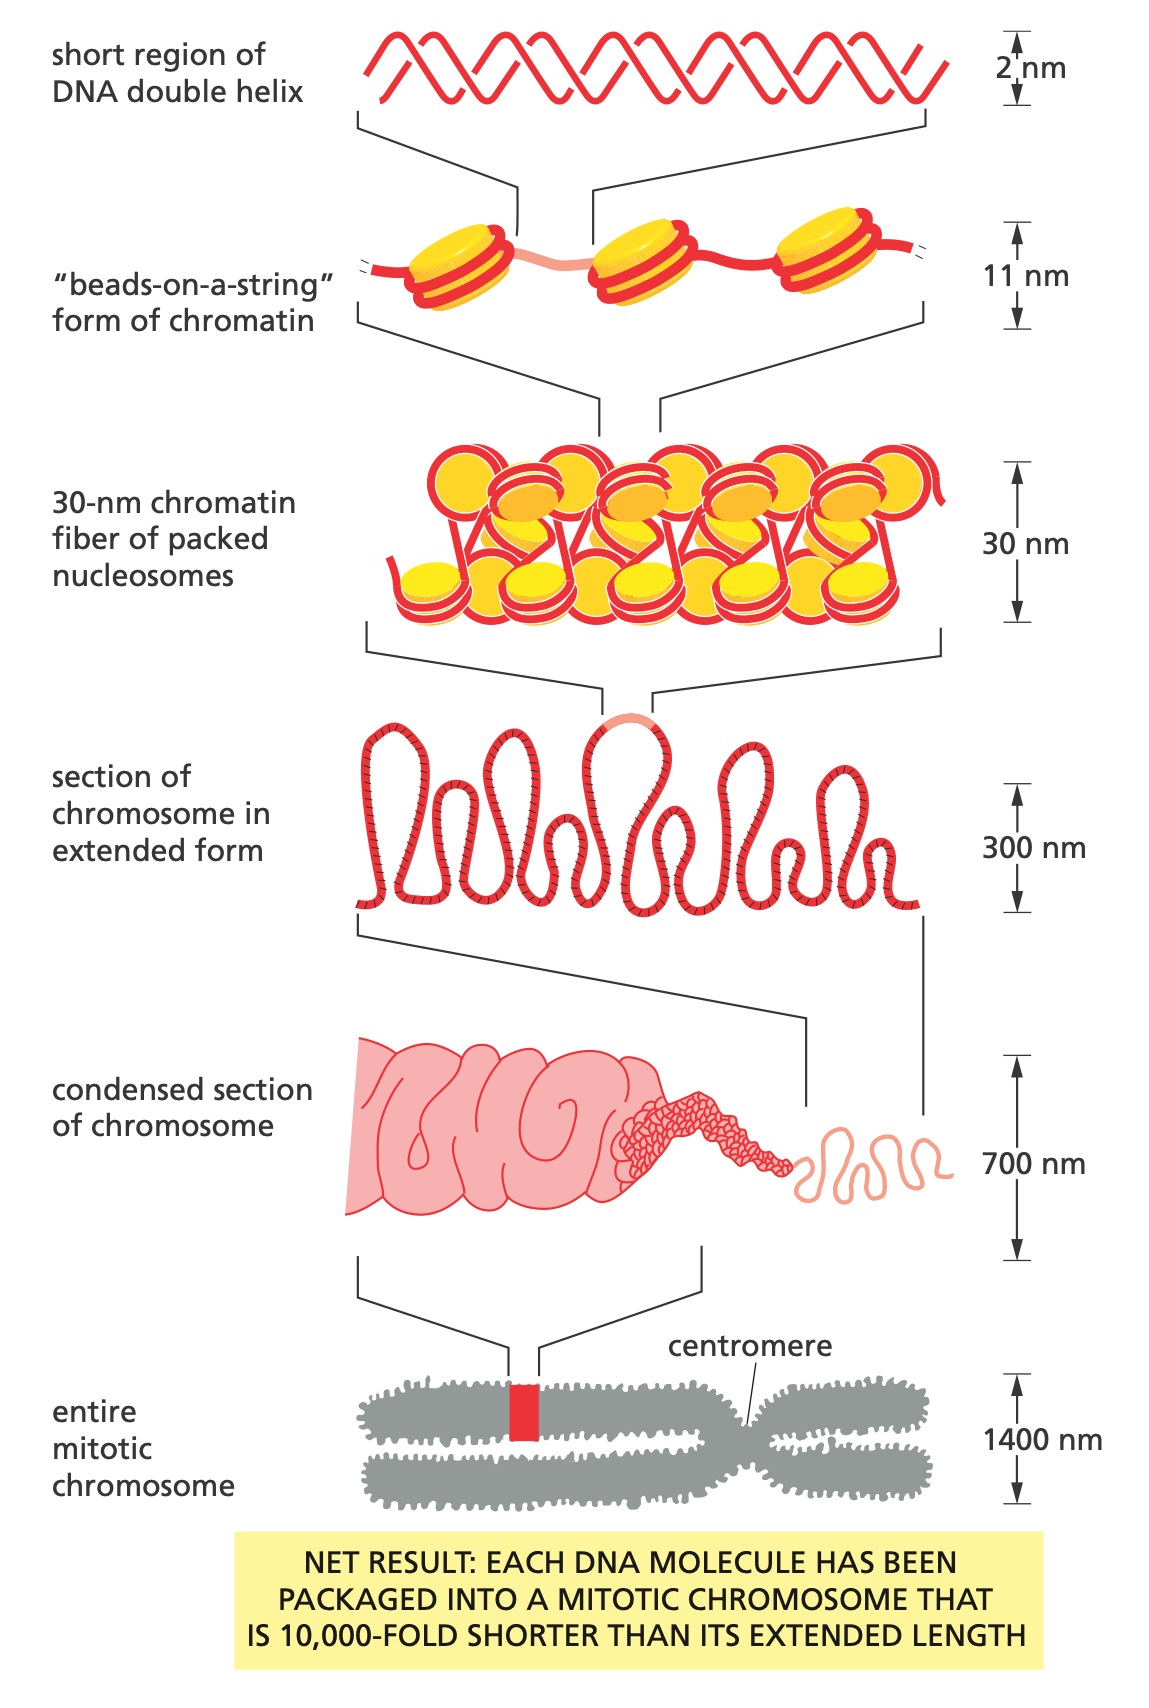 short region of
DNA double helix
2 nm
“beads-on-a-string”
form of chromatin
11 nm
30-nm chromatin
fiber of packed
nucleosomes
30 nm
section of
chromosome in
extended form
300 nm
condensed section
of chromosome
700 nm
centromere
entire
mitotic
chromosome
1400 nm
NET RESULT: EACH DNA MOLECULE HAS BEEN
PACKAGED INTO A MITOTIC CHROMOSOME THAT
IS 10,000-FOLD SHORTER THAN ITS EXTENDED LENGTH